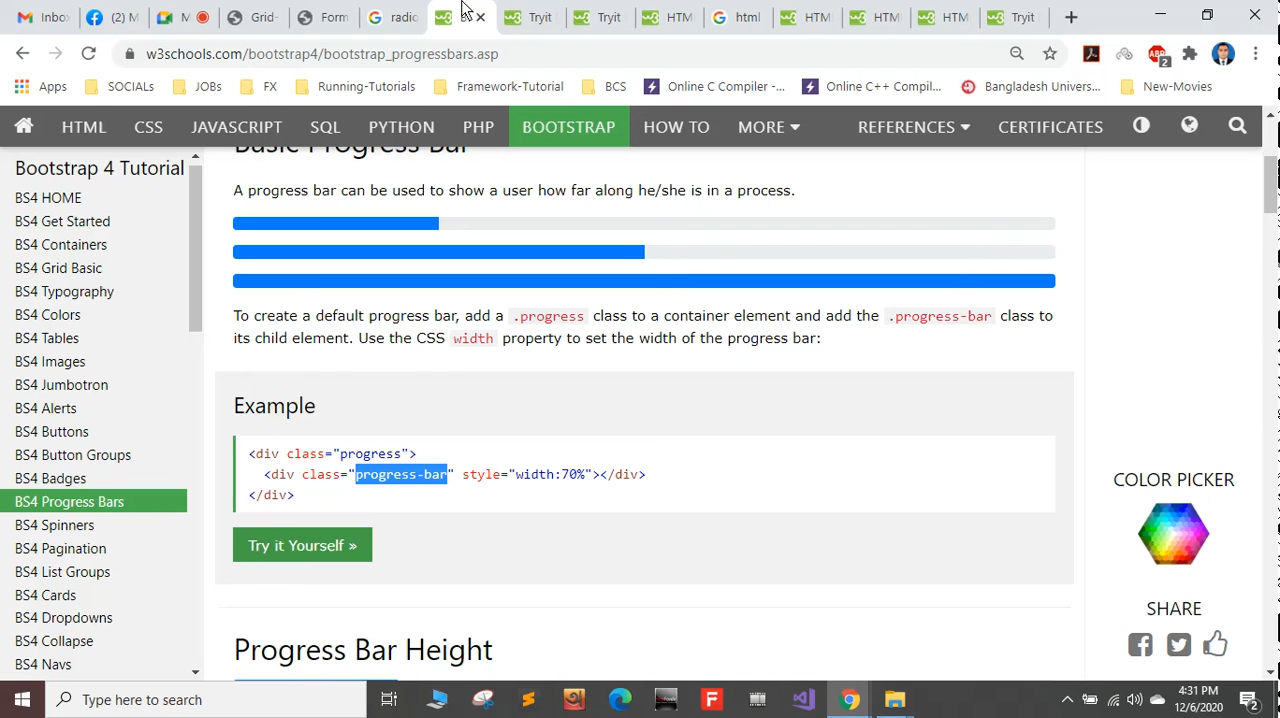 Inbo
(2) M
M
Grid-
Form
radio
Tryit
Tryit
HTM
html
HTM
HTM
HTM
Tryit
w3schools.com/bootstrap4/bootstrap_progressbars.asp
Apps
SOCIALs
JOBs
FX
Running-Tutorials
Framework-Tutorial
BCS
Online C Compiler -...
Online C++ Compil...
Bangladesh Univers...
New-Movies
HTML CSS JAVASCRIPT SQL PYTHON PHP BOOTSTRAP HOW TO MORE REFERENCES CERTIFICATES
Bootstrap 4 Tutorial
BS4 HOME
BS4 Get Started
BS4 Containers
BS4 Grid Basic
BS4 Typography
BS4 Colors
BS4 Tables
BS4 Images
BS4 Jumbotron
BS4 Alerts
BS4 Buttons
BS4 Button Groups
BS4 Badges
BS4 Progress Bars
BS4 Spinners
BS4 Pagination
BS4 List Groups
BS4 Cards
BS4 Dropdowns
BS4 Collapse
BS4 Navs
Basic Progress Bar
A progress bar can be used to show a user how far along he/she is in a process.
To create a default progress bar, add a .progress class to a container element and add the .progress-bar class to
its child element. Use the CSS width property to set the width of the progress bar:
Example
<div class="progress">
<div class="progress-bar" style="width:70%"></div>
</div>
Try it Yourself »
Progress Bar Height
COLOR PICKER
SHARE
Type here to search
4:31 PM
12/6/2020
2